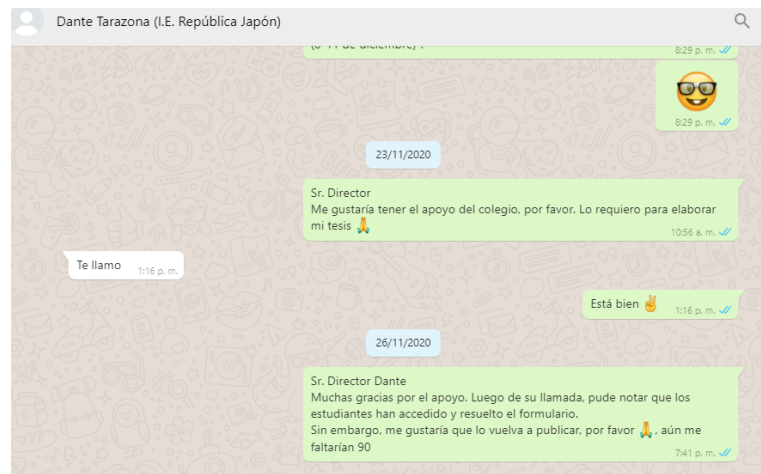 Dante Tarazona (I.E. República Japón)
8:29 p. m.
8:29 p. m.
23/11/2020
Sr. Director
Me gustaría tener el apoyo del colegio, por favor. Lo requiero para elaborar
mi tesis 🙏
10:56 a. m.
Te llamo 1:16 p. m.
Está bien ✌ 1:16 p. m.
26/11/2020
Sr. Director Dante
Muchas gracias por el apoyo. Luego de su llamada, pude notar que los
estudiantes han accedido y resuelto el formulario.
Sin embargo, me gustaría que lo vuelva a publicar, por favor 🙏, aún me
faltarían 90
7:41 p. m.